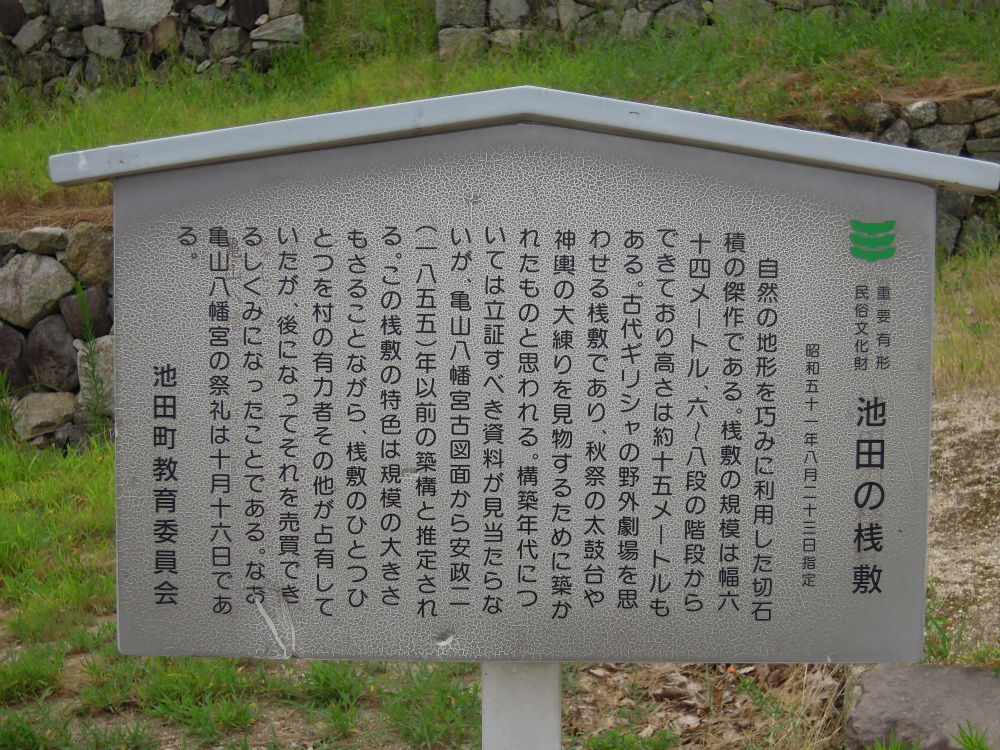 重要有形
民俗文化財
池田の桟敷
昭和五十一年八月二十三日指定
自然の地形を巧みに利用した切石
積の傑作である。桟敷の規模は幅六
十四メートル、六～八段の階段から
できており高さは約十五メートルも
ある。古代ギリシャの野外劇場を思
わせる桟敷であり、秋祭の太鼓台や
神輿の大練りを見物するために築か
れたものと思われる。構築年代につ
いては立証すべき資料が見当たらな
いが、亀山八幡宮古図面から安政二
(一八五五)年以前の築構と推定され
る。この桟敷の特色は規模の大きさ
もさることながら、桟敷のひとつひ
とつを村の有力者その他が占有して
いたが、後になってそれを売買でき
るしくみになったことである。なお
亀山八幡宮の祭礼は十月十六日であ
る。
池田町教育委員会